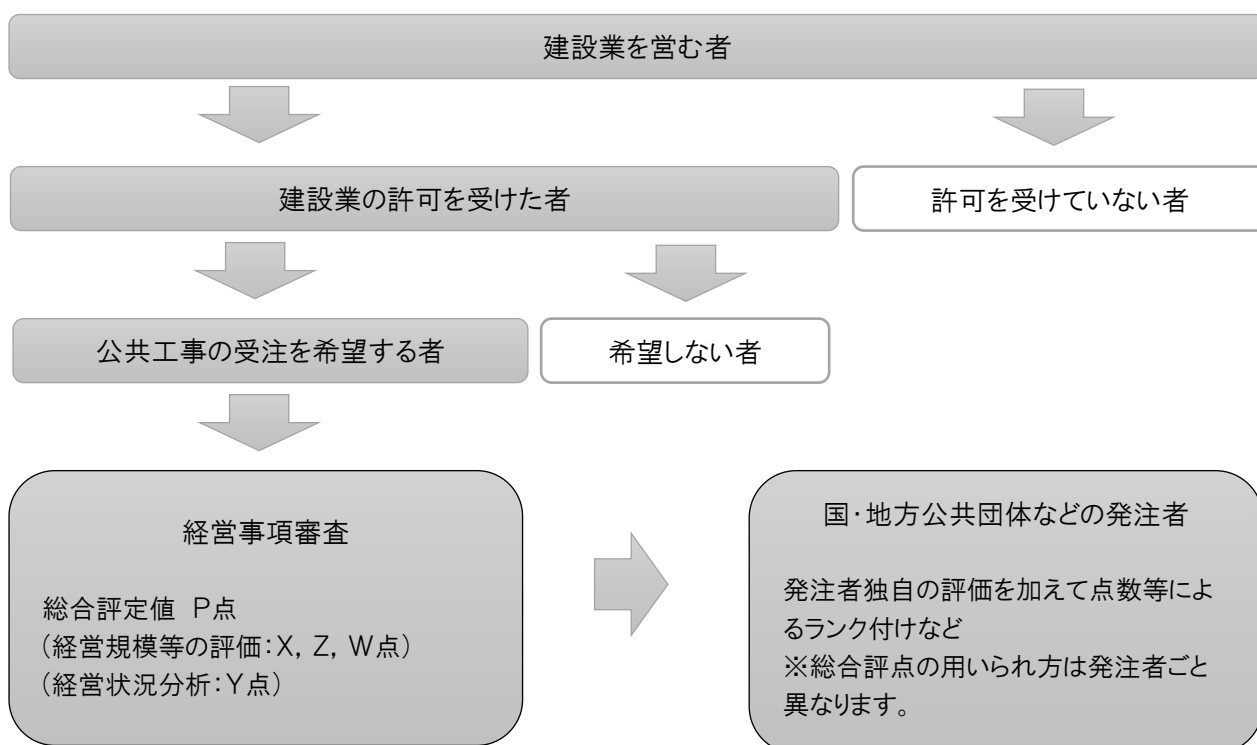 建設業を営む者
建設業の許可を受けた者
許可を受けていない者
公共工事の受注を希望する者
希望しない者
経営事項審査
総合評定値　P点
（経営規模等の評価：X，Z，W点）
（経営状況分析：Y点）
国・地方公共団体などの発注者
発注者独自の評価を加えて点数等によ
るランク付けなど
※総合評点の用いられ方は発注者ごと
異なります。